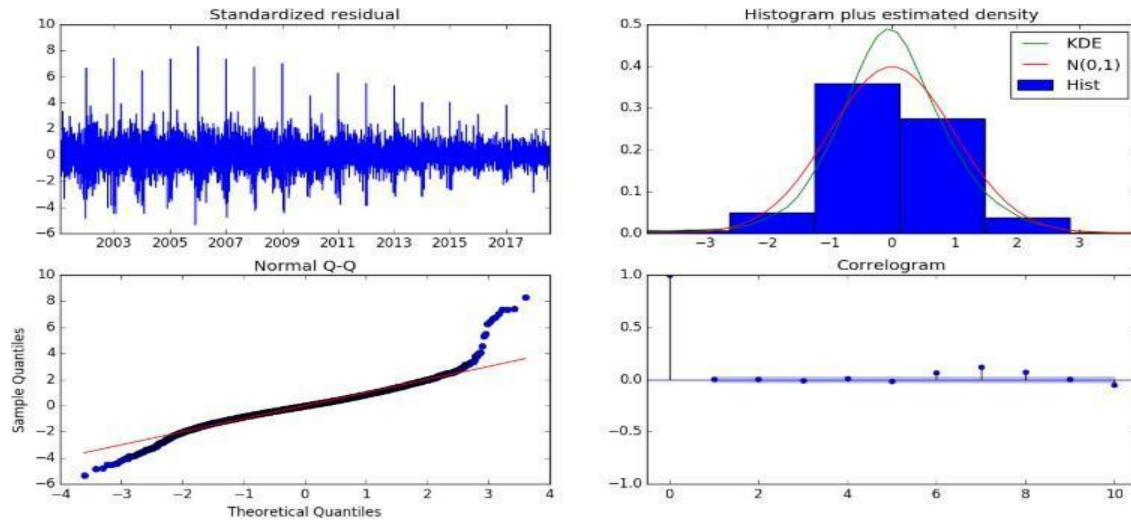 Standardized residual
10
8
6
4
2
0
−2
−4
−6
2003 2005 2007 2009 2011 2013 2015 2017
Histogram plus estimated density
0.5
0.4
0.3
0.2
0.1
0.0
KDE
N(0,1)
Hist
−3 −2 −1 0 1 2 3
Normal Q-Q
Sample Quantiles
10
8
6
4
2
0
−2
−4
−6
−4 −3 −2 −1 0 1 2 3 4
Theoretical Quantiles
Correlogram
1.0
0.5
0.0
−0.5
−1.0
0 2 4 6 8 10